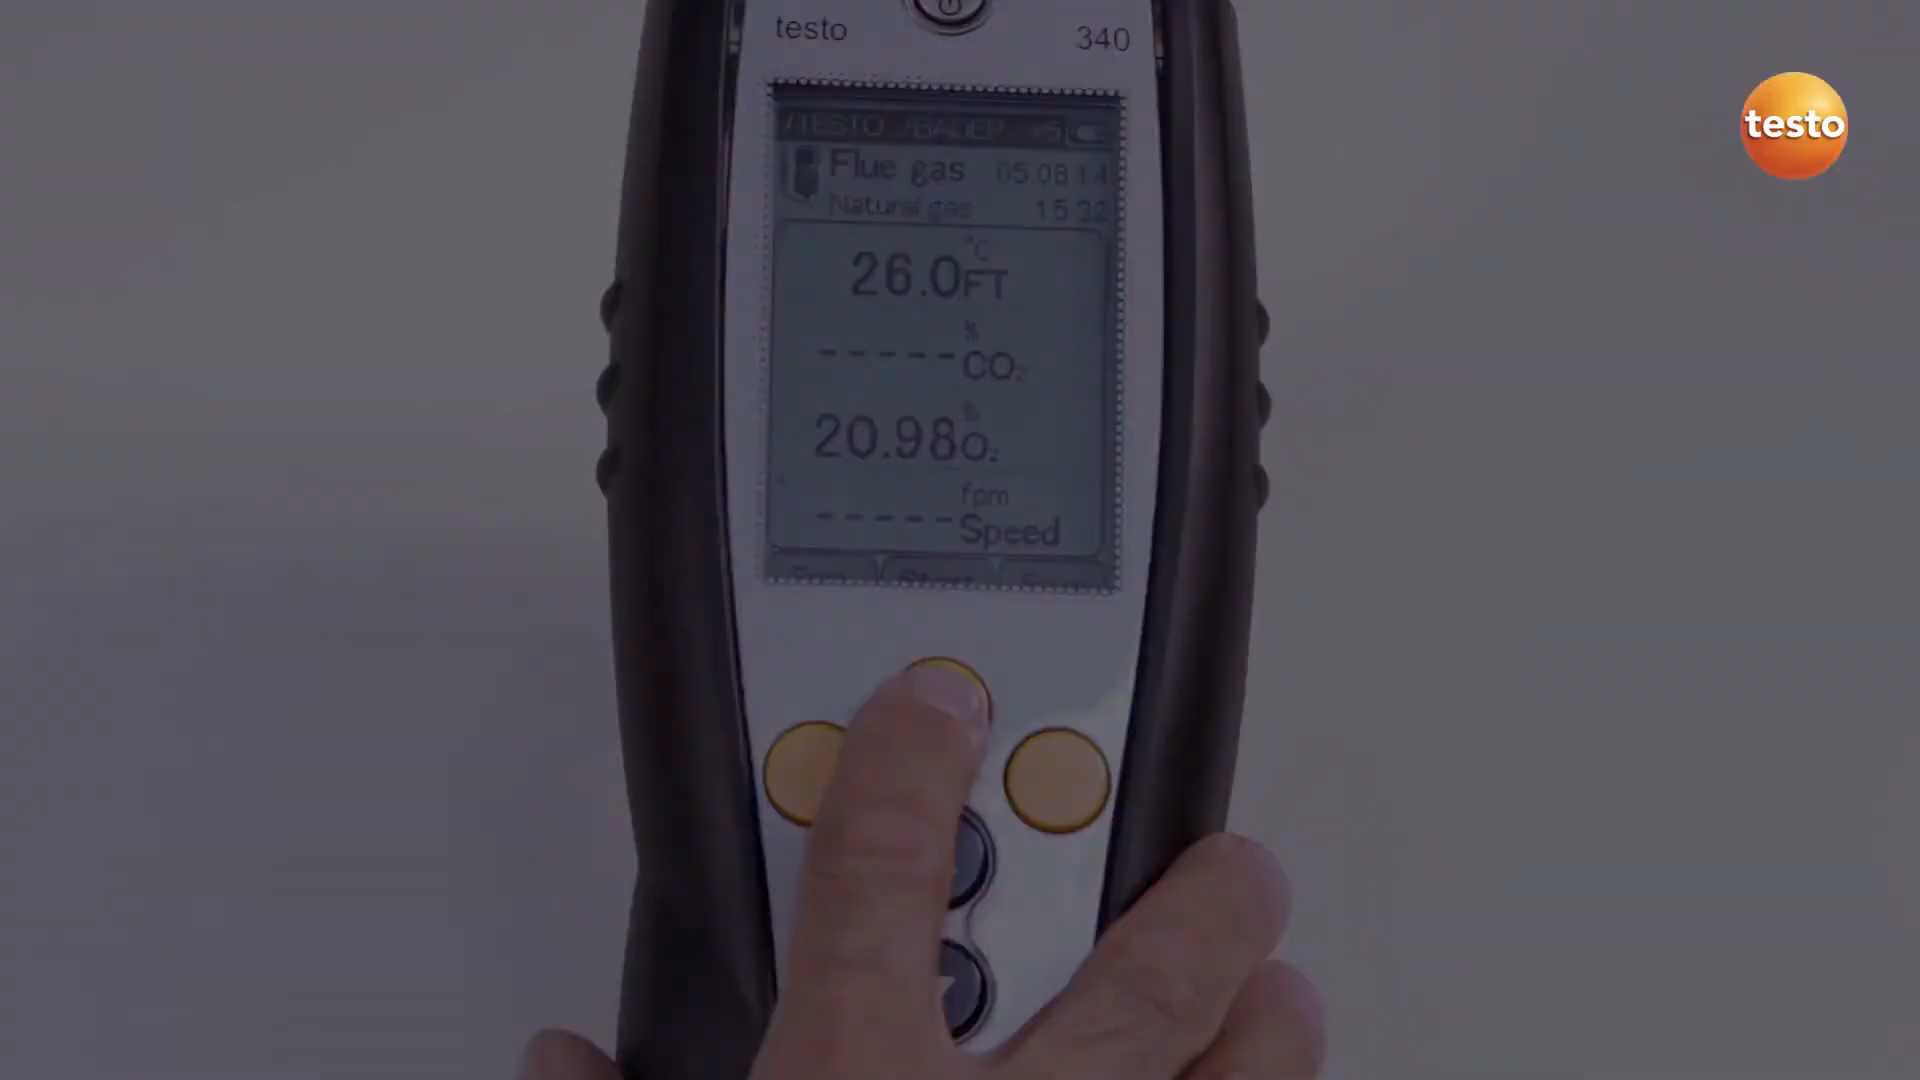 testo 340
testo
Flue gas 05.08.14
Natural gas 15:32
°C
26.0 FT
%
----- CO₂
%
20.98 O₂
fpm
----- Speed
Start